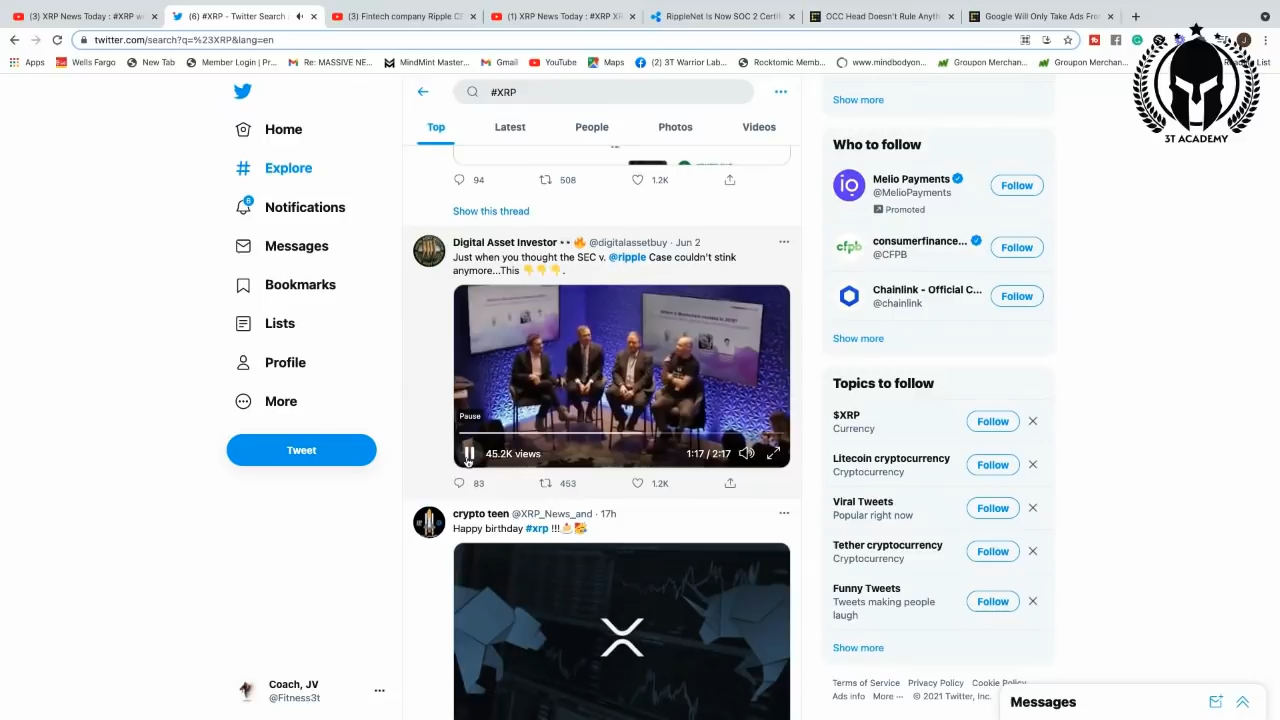 (3) XRP News Today : #XRP w
(6) #XRP - Twitter Search
(3) Fintech company Ripple CE
(1) XRP News Today : #XRP XR
RippleNet Is Now SOC 2 Certi
OCC Head Doesn't Rule Anyth
Google Will Only Take Ads Fro
twitter.com/search?q=%23XRP&lang=en
Apps
Wells Fargo
New Tab
Member Login | Pr...
Re: MASSIVE NE...
MindMint Master...
Gmail
YouTube
Maps
(2) 3T Warrior Lab...
Rocktomic Membe...
www.mindbodyon...
Groupon Merchan...
Groupon Merchan...
List
3T ACADEMY
Home
Explore
6
Notifications
Messages
Bookmarks
Lists
Profile
More
Tweet
Coach, JV
@Fitness3t
#XRP
Top
Latest
People
Photos
Videos
94
508
1.2K
Show this thread
Digital Asset Investor @digitalassetbuy · Jun 2
Just when you thought the SEC v. @ripple Case couldn't stink
anymore...This 👇👇👇.
Pause
45.2K views
1:17 / 2:17
83
453
1.2K
crypto teen @XRP_News_and · 17h
Happy birthday #xrp !!!
Show more
Who to follow
Melio Payments
@MelioPayments
Promoted
Follow
consumerfinance...
@CFPB
Follow
Chainlink - Official C...
@chainlink
Follow
Show more
Topics to follow
$XRP
Currency
Follow
Litecoin cryptocurrency
Cryptocurrency
Follow
Viral Tweets
Popular right now
Follow
Tether cryptocurrency
Cryptocurrency
Follow
Funny Tweets
Tweets making people
laugh
Follow
Show more
Terms of Service Privacy Policy Cookie Policy
Ads info More ··· © 2021 Twitter, Inc.
Messages